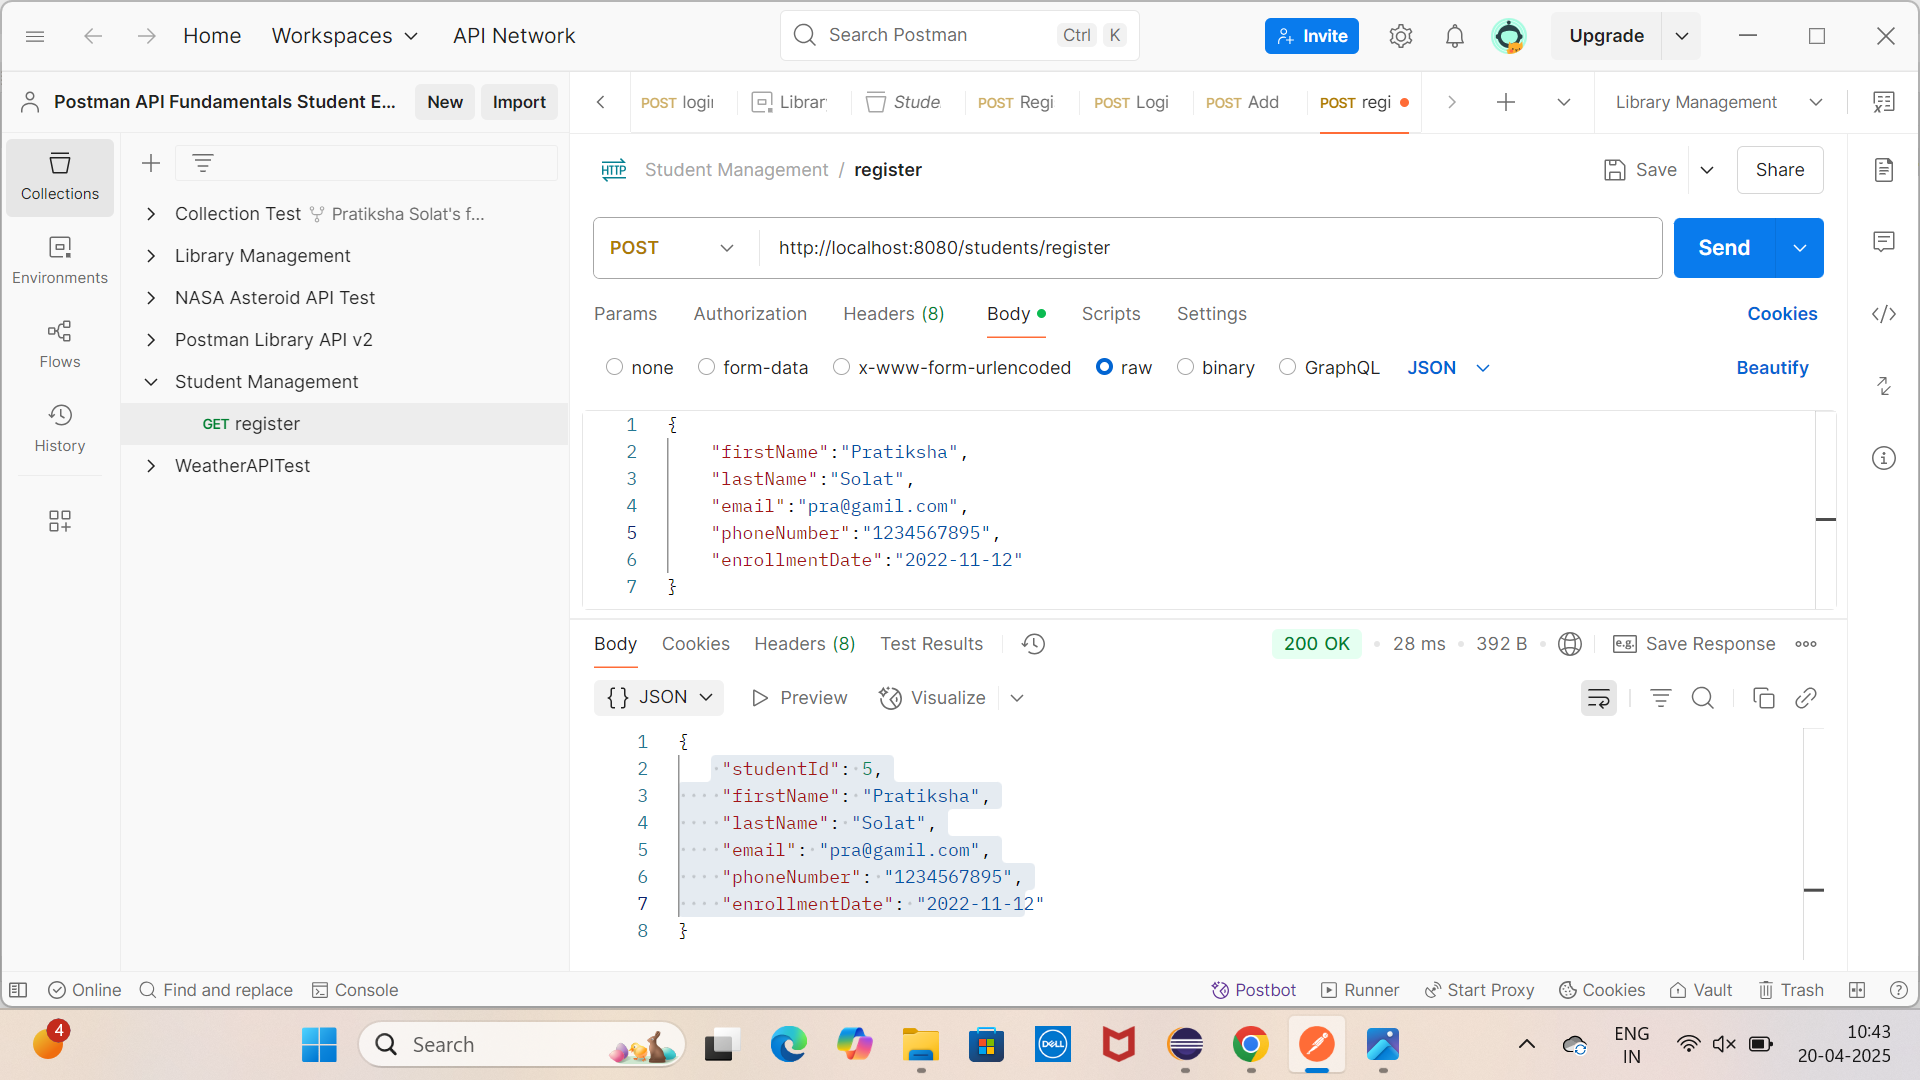 Home Workspaces API Network
Search Postman Ctrl K
Invite Upgrade
Postman API Fundamentals Student E... New Import
POST login Librar Stude POST Regi POST Logi POST Add POST regi
Library Management
Collections
Environments
Flows
History
Collection Test Pratiksha Solat's f...
Library Management
NASA Asteroid API Test
Postman Library API v2
Student Management
GET register
WeatherAPITest
HTTP Student Management / register
Save Share
POST http://localhost:8080/students/register Send
Params Authorization Headers (8) Body Scripts Settings Cookies
none form-data x-www-form-urlencoded raw binary GraphQL JSON Beautify
1 {
2 "firstName":"Pratiksha",
3 "lastName":"Solat",
4 "email":"pra@gamil.com",
5 "phoneNumber":"1234567895",
6 "enrollmentDate":"2022-11-12"
7 }
Body Cookies Headers (8) Test Results 200 OK • 28 ms • 392 B • e.g. Save Response
{} JSON Preview Visualize
1 {
2 "studentId": 5,
3 "firstName": "Pratiksha",
4 "lastName": "Solat",
5 "email": "pra@gamil.com",
6 "phoneNumber": "1234567895",
7 "enrollmentDate": "2022-11-12"
8 }
Online Find and replace Console Postbot Runner Start Proxy Cookies Vault Trash
4 Search DELL ENG
IN
10:43
20-04-2025